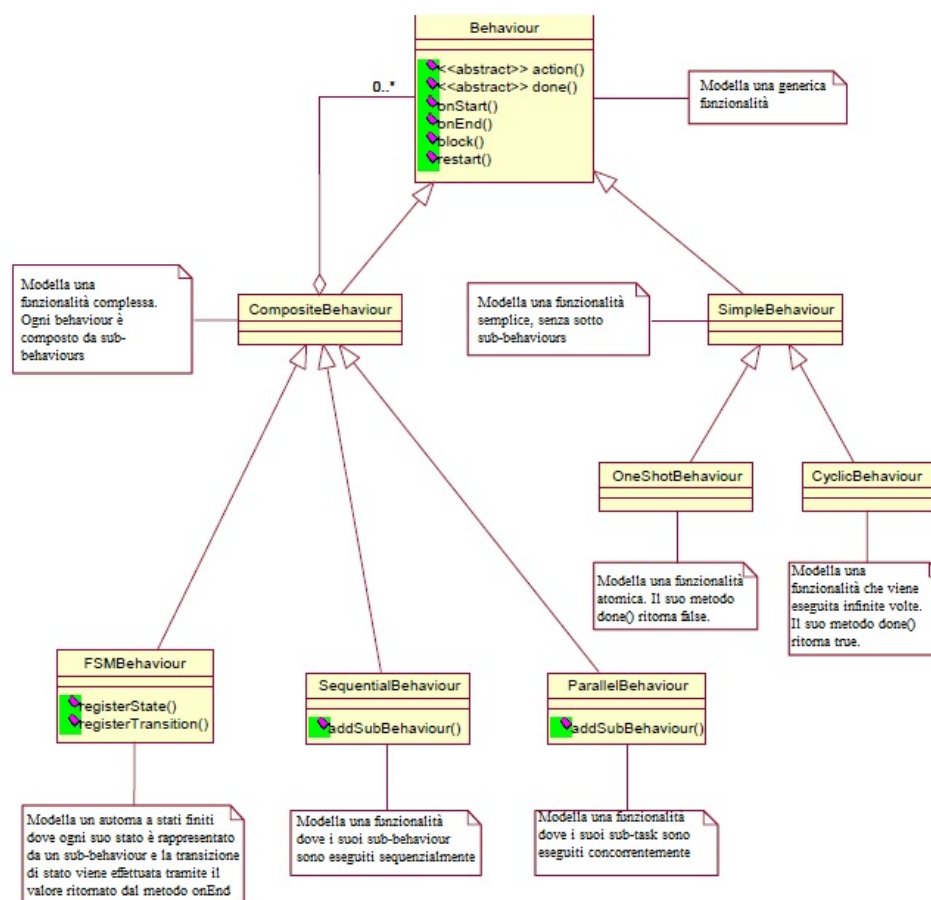 Behaviour
<<abstract>> action()
<<abstract>> done()
onStart()
onEnd()
block()
restart()
0..*
Modella una generica
funzionalità
Modella una
funzionalità complessa.
Ogni behaviour è
composto da sub-
behaviours
CompositeBehaviour
Modella una funzionalità
semplice, senza sotto
sub-behaviours
SimpleBehaviour
OneShotBehaviour
CyclicBehaviour
Modella una funzionalità
atomica. Il suo metodo
done() ritorna false.
Modella una
funzionalità che viene
eseguita infinite volte.
Il suo metodo done()
ritorna true.
FSMBehaviour
registerState()
registerTransition()
SequentialBehaviour
addSubBehaviour()
ParallelBehaviour
addSubBehaviour()
Modella un automa a stati finiti
dove ogni suo stato è rappresentato
da un sub-behaviour e la transizione
di stato viene effettuata tramite il
valore ritornato dal metodo onEnd
Modella una funzionalità
dove i suoi sub-behaviour
sono eseguiti sequenzialmente
Modella una funzionalità
dove i suoi sub-task sono
eseguiti concorrentemente